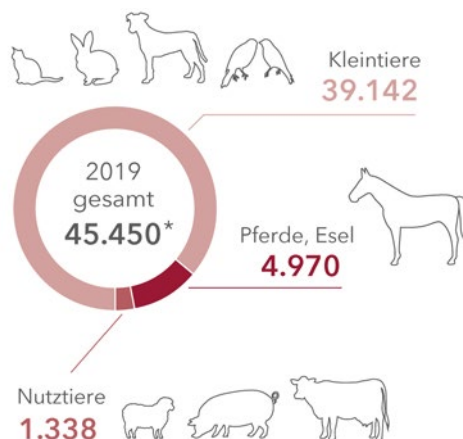 Kleintiere
39.142
2019
gesamt
45.450*
Pferde, Esel
4.970
Nutztiere
1.338